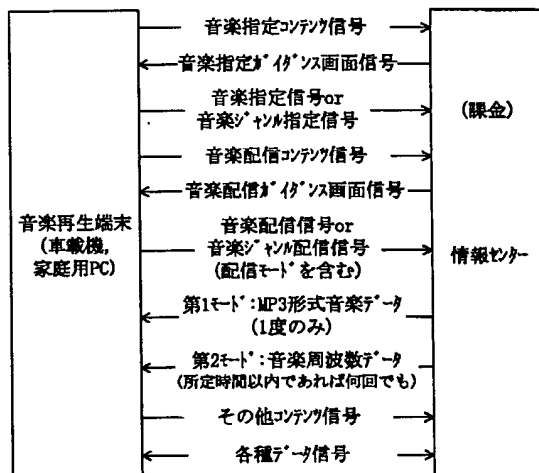 音楽指定ｺﾝﾃﾝﾂ信号
音楽指定ｶﾞｲﾀﾞﾝｽ画面信号
音楽指定信号or
音楽ｼﾞｬﾝﾙ指定信号
(課金)
音楽配信ｺﾝﾃﾝﾂ信号
音楽配信ｶﾞｲﾀﾞﾝｽ画面信号
音楽再生端末
(車載機,
家庭用PC)
音楽配信信号or
音楽ｼﾞｬﾝﾙ配信信号
(配信ﾓｰﾄﾞを含む)
情報ｾﾝﾀｰ
第1ﾓｰﾄﾞ:MP3形式音楽ﾃﾞｰﾀ
(1度のみ)
第2ﾓｰﾄﾞ:音楽周波数ﾃﾞｰﾀ
(所定時間以内であれば何回でも)
その他ｺﾝﾃﾝﾂ信号
各種ﾃﾞｰﾀ信号